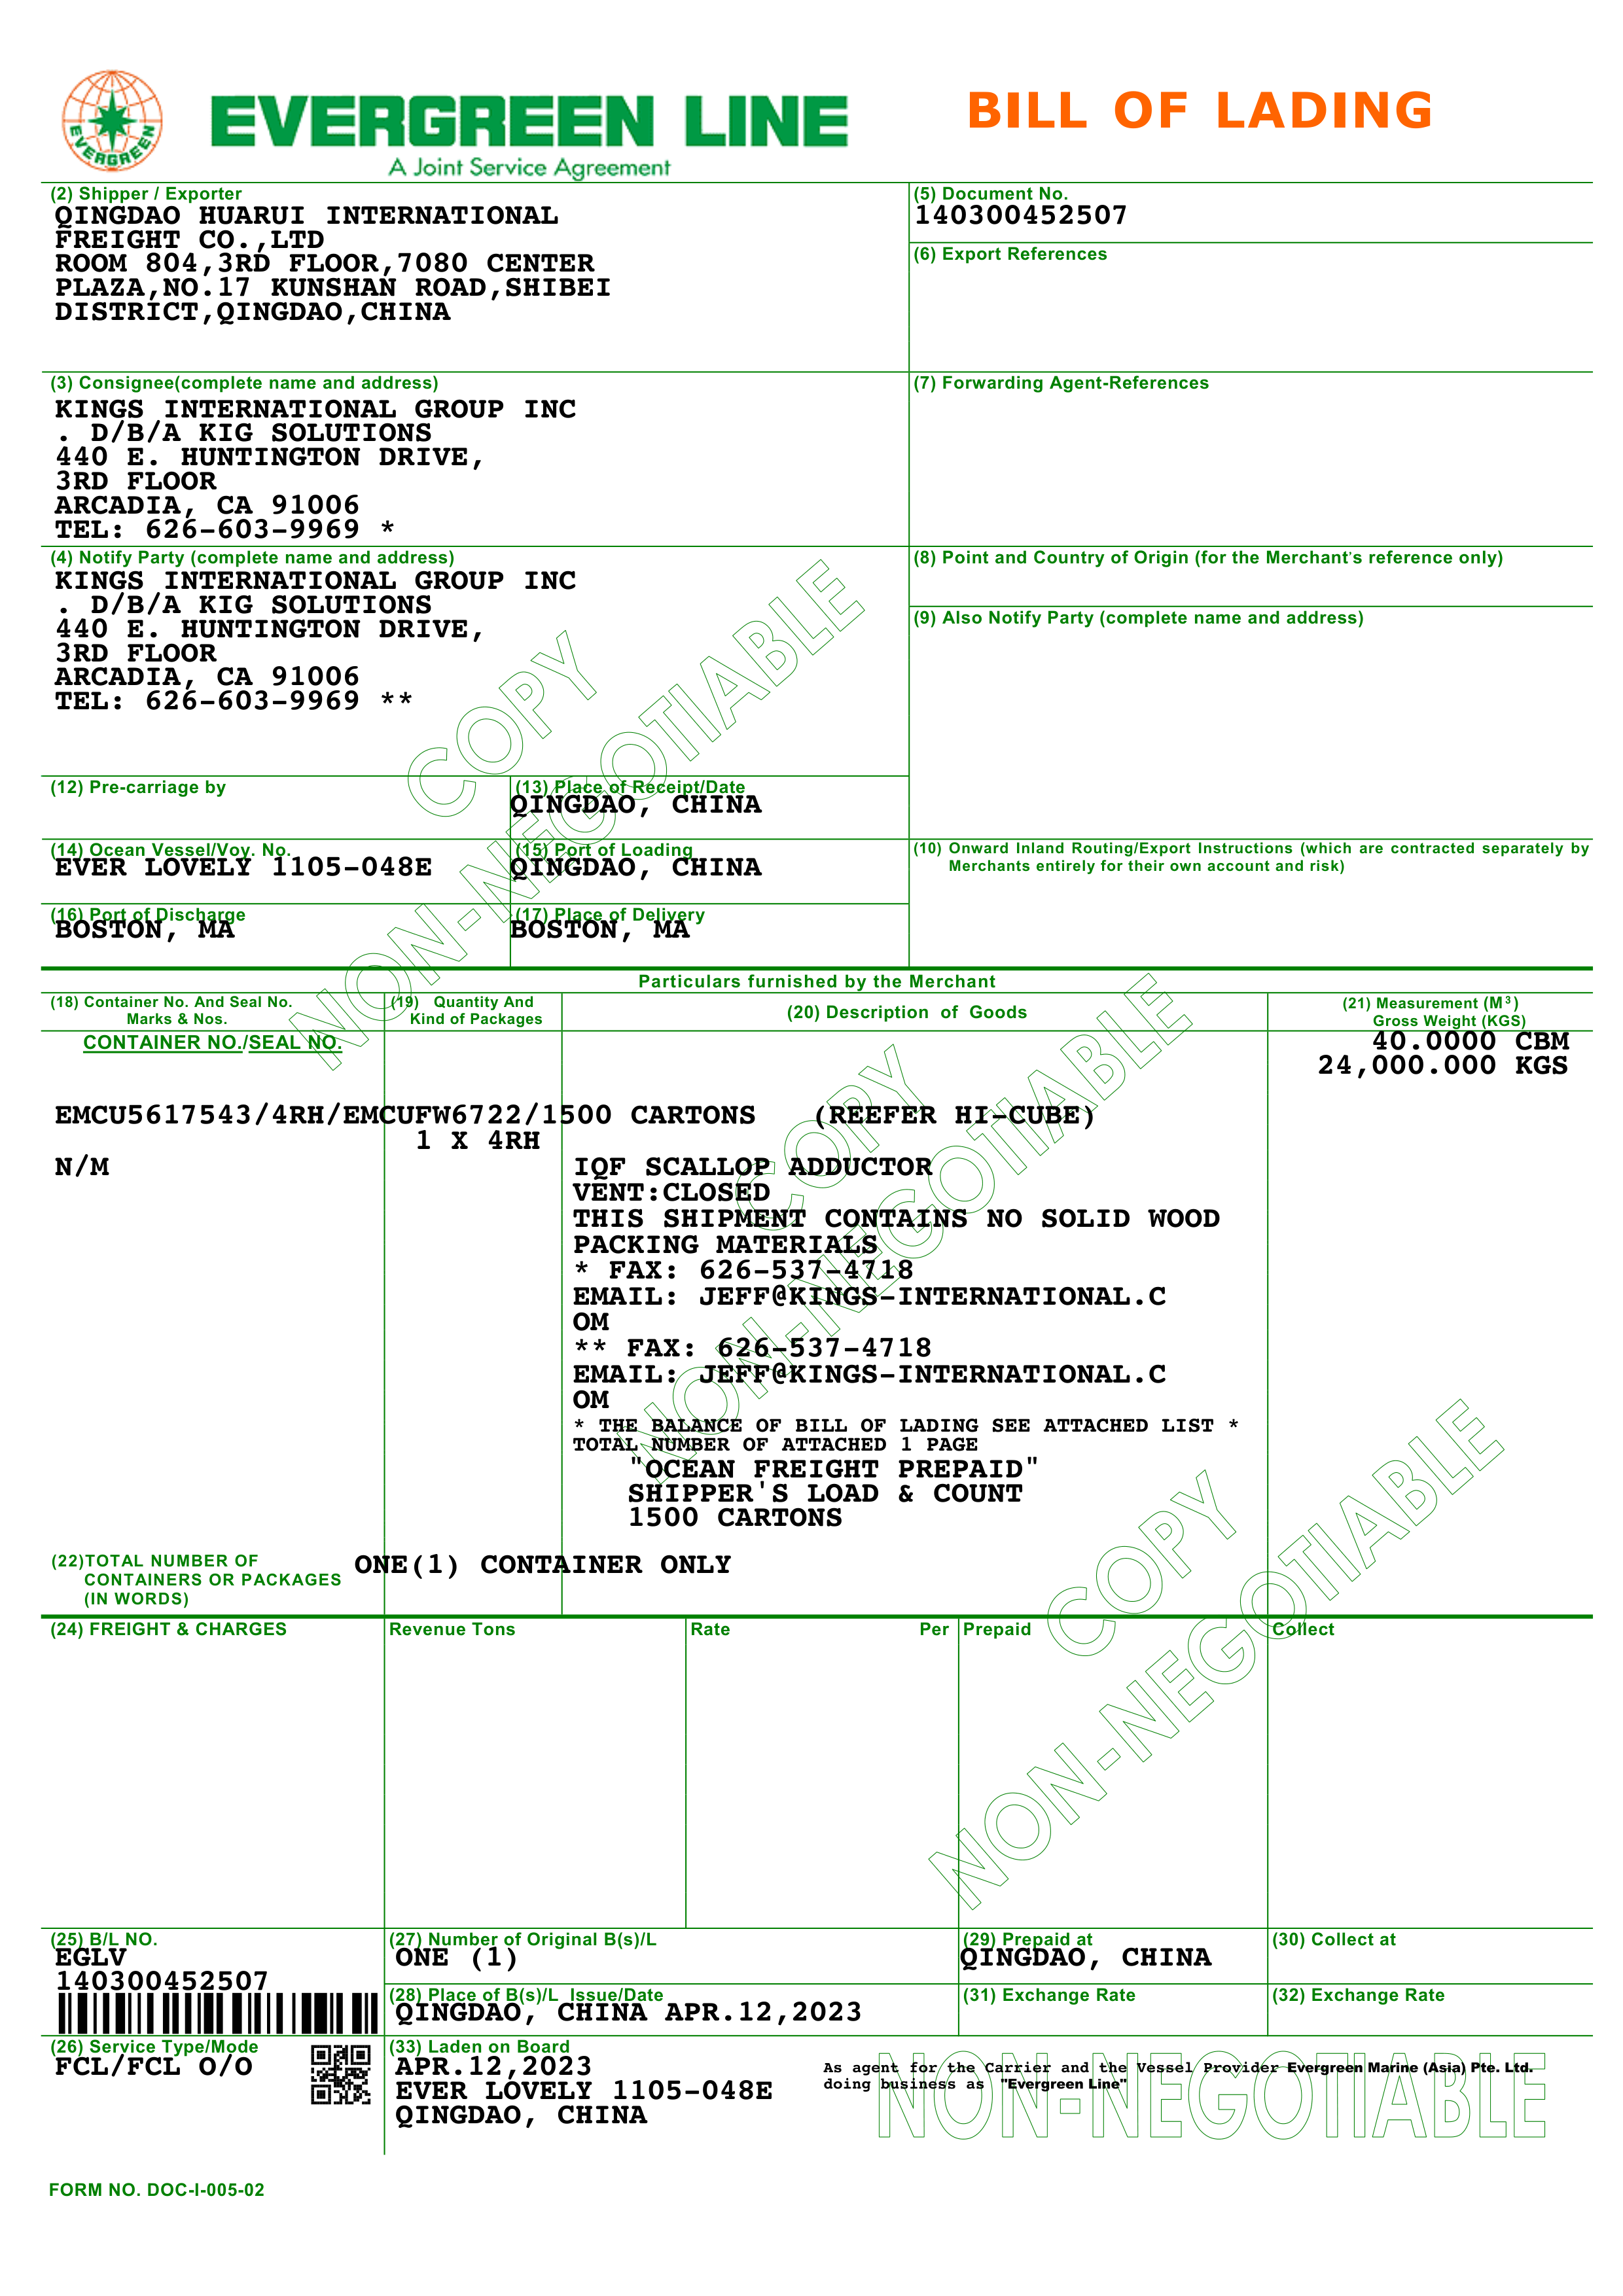 EVERGREEN
EVERGREEN LINE
A Joint Service Agreement
BILL OF LADING
(2) Shipper / Exporter
QINGDAO HUARUI INTERNATIONAL
FREIGHT CO.,LTD
ROOM 804,3RD FLOOR,7080 CENTER
PLAZA,NO.17 KUNSHAN ROAD,SHIBEI
DISTRICT,QINGDAO,CHINA
(5) Document No.
140300452507
(6) Export References
(3) Consignee(complete name and address)
KINGS INTERNATIONAL GROUP INC
. D/B/A KIG SOLUTIONS
440 E. HUNTINGTON DRIVE,
3RD FLOOR
ARCADIA, CA 91006
TEL: 626-603-9969 *
(7) Forwarding Agent-References
(4) Notify Party (complete name and address)
KINGS INTERNATIONAL GROUP INC
. D/B/A KIG SOLUTIONS
440 E. HUNTINGTON DRIVE,
3RD FLOOR
ARCADIA, CA 91006
TEL: 626-603-9969 **
(8) Point and Country of Origin (for the Merchant's reference only)
(9) Also Notify Party (complete name and address)
COPY
NON-NEGOTIABLE
(12) Pre-carriage by
(13) Place of Receipt/Date
QINGDAO, CHINA
(14) Ocean Vessel/Voy. No.
EVER LOVELY 1105-048E
(15) Port of Loading
QINGDAO, CHINA
(10) Onward Inland Routing/Export Instructions (which are contracted separately by
Merchants entirely for their own account and risk)
(16) Port of Discharge
BOSTON, MA
(17) Place of Delivery
BOSTON, MA
Particulars furnished by the Merchant
(18) Container No. And Seal No.
Marks & Nos.
(19) Quantity And
Kind of Packages
(20) Description of Goods
(21) Measurement (M³)
Gross Weight (KGS)
CONTAINER NO./SEAL NO.
40.0000 CBM
24,000.000 KGS
EMCU5617543/4RH/EMCUFW6722/1500 CARTONS (REEFER HI-CUBE)
1 X 4RH
N/M
IQF SCALLOP ADDUCTOR
VENT:CLOSED
THIS SHIPMENT CONTAINS NO SOLID WOOD
PACKING MATERIALS
* FAX: 626-537-4718
EMAIL: JEFF@KINGS-INTERNATIONAL.C
OM
** FAX: 626-537-4718
EMAIL: JEFF@KINGS-INTERNATIONAL.C
OM
* THE BALANCE OF BILL OF LADING SEE ATTACHED LIST *
TOTAL NUMBER OF ATTACHED 1 PAGE
"OCEAN FREIGHT PREPAID"
SHIPPER'S LOAD & COUNT
1500 CARTONS
COPY
NON-NEGOTIABLE
(22)TOTAL NUMBER OF
CONTAINERS OR PACKAGES
(IN WORDS)
ONE(1) CONTAINER ONLY
(24) FREIGHT & CHARGES
Revenue Tons
Rate
Per
Prepaid
Collect
COPY
NON-NEGOTIABLE
(25) B/L NO.
EGLV
140300452507
(27) Number of Original B(s)/L
ONE (1)
(29) Prepaid at
QINGDAO, CHINA
(30) Collect at
(28) Place of B(s)/L Issue/Date
QINGDAO, CHINA APR.12,2023
(31) Exchange Rate
(32) Exchange Rate
(26) Service Type/Mode
FCL/FCL O/O
(33) Laden on Board
APR.12,2023
EVER LOVELY 1105-048E
QINGDAO, CHINA
As agent for the Carrier and the Vessel Provider Evergreen Marine (Asia) Pte. Ltd.
doing business as "Evergreen Line"
NON-NEGOTIABLE
FORM NO. DOC-I-005-02